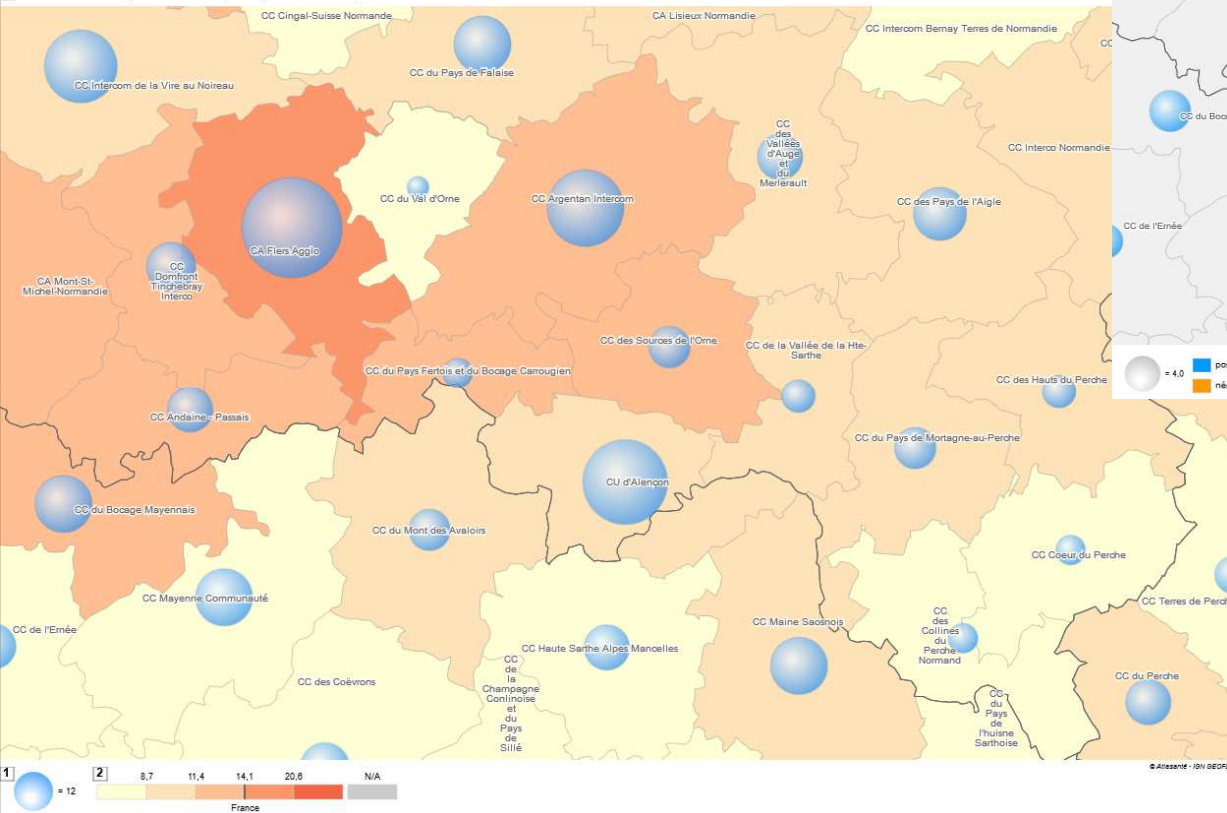 CC Cingal-Suisse Normande
CA Lisieux Normandie
CC Intercom Bernay Terres de Normandie
CC
CC du Pays de Falaise
CC Intercom de la Vire au Noireau
CC du Boc
CC
des
Vallées
d'Auge
et
du
Merlerault
CC Interco Normandie
CC du Val d'Orne
CC Argentan Intercom
CC des Pays de l'Aigle
CC de l'Ernée
CA Flers Agglo
CC
Domfront
Tinchebray
Interco
CA Mont-St-
Michel-Normandie
CC des Sources de l'Orne
CC de la Vallée de la Hte-
Sarthe
CC du Pays Fertois et du Bocage Carrougien
CC des Hauts du Perche
= 4,0
pos
nég
CC Andaine - Passais
CC du Pays de Mortagne-au-Perche
CU d'Alençon
CC du Bocage Mayennais
CC du Mont des Avaloirs
CC Coeur du Perche
CC Mayenne Communauté
CC Terres de Perch
CC de l'Ernée
CC Maine Saosnois
CC
des
Collines
du
Perche
Normand
CC Haute Sarthe Alpes Mancelles
CC
de
la
Champagne
Conlinoise
et
du
Pays
de
Sillé
CC des Coëvrons
CC du Perche
CC
du
Pays
de
l'huisne
Sarthoise
© Atlasanté - IGN GEOF
1
= 12
2
8,7 11,4 14,1 20,6 N/A
France